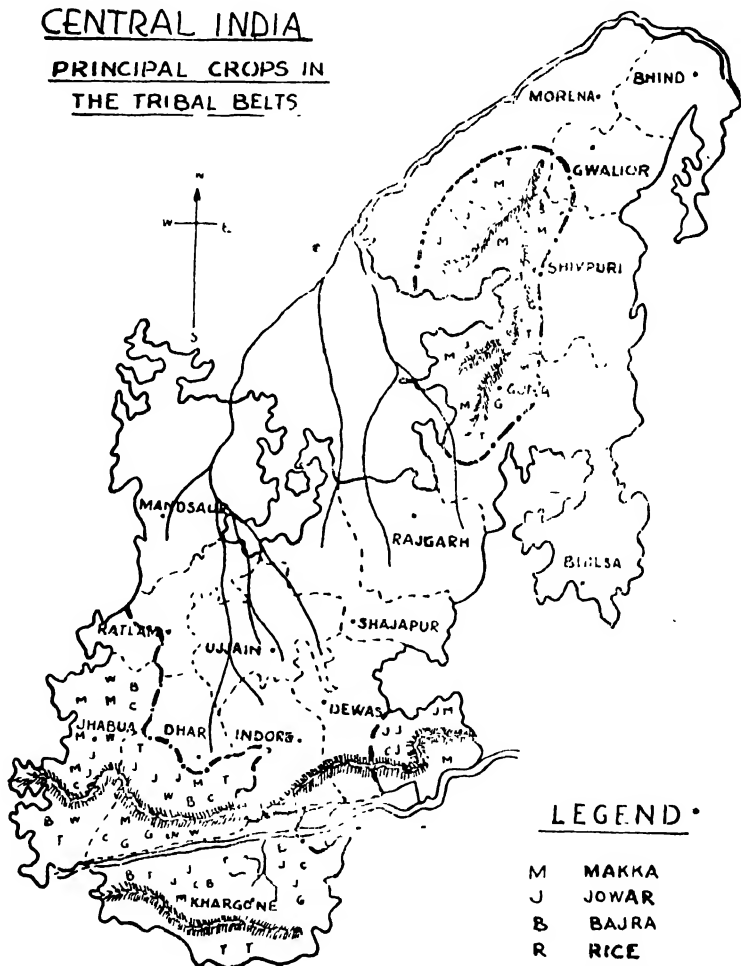 CENTRAL INDIA
PRINCIPAL CROPS IN
THE TRIBAL BELTS
N
W
S
BHIND
MORENA
GWALIOR
T
J
M
J
M
M
SHIVPURI
M
J
T
W
M
G
T
MANDSAUR
RAJGARH
BHILSA
RATLAM
SHAJAPUR
UJJAIN
W B
M M C
DEWAS
J M
JHABUA
DHAR
INDORE
M W T
J J
C J
M
M J J J M T
C W B C
B W M
T C G G W
LEGEND
B T J J
C B
J C
J
M
KHARGONE
G
T T
M MAKKA
J JOWAR
B BAJRA
R RICE